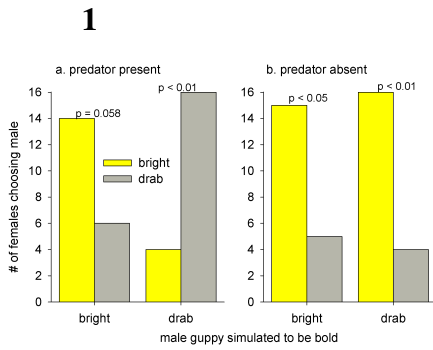 1
a. predator present
b. predator absent
# of females choosing male
16
14
12
10
8
6
4
2
0
p = 0.058
p < 0.01
bright
drab
bright
drab
16
14
12
10
8
6
4
2
0
p < 0.05
p < 0.01
bright
drab
male guppy simulated to be bold